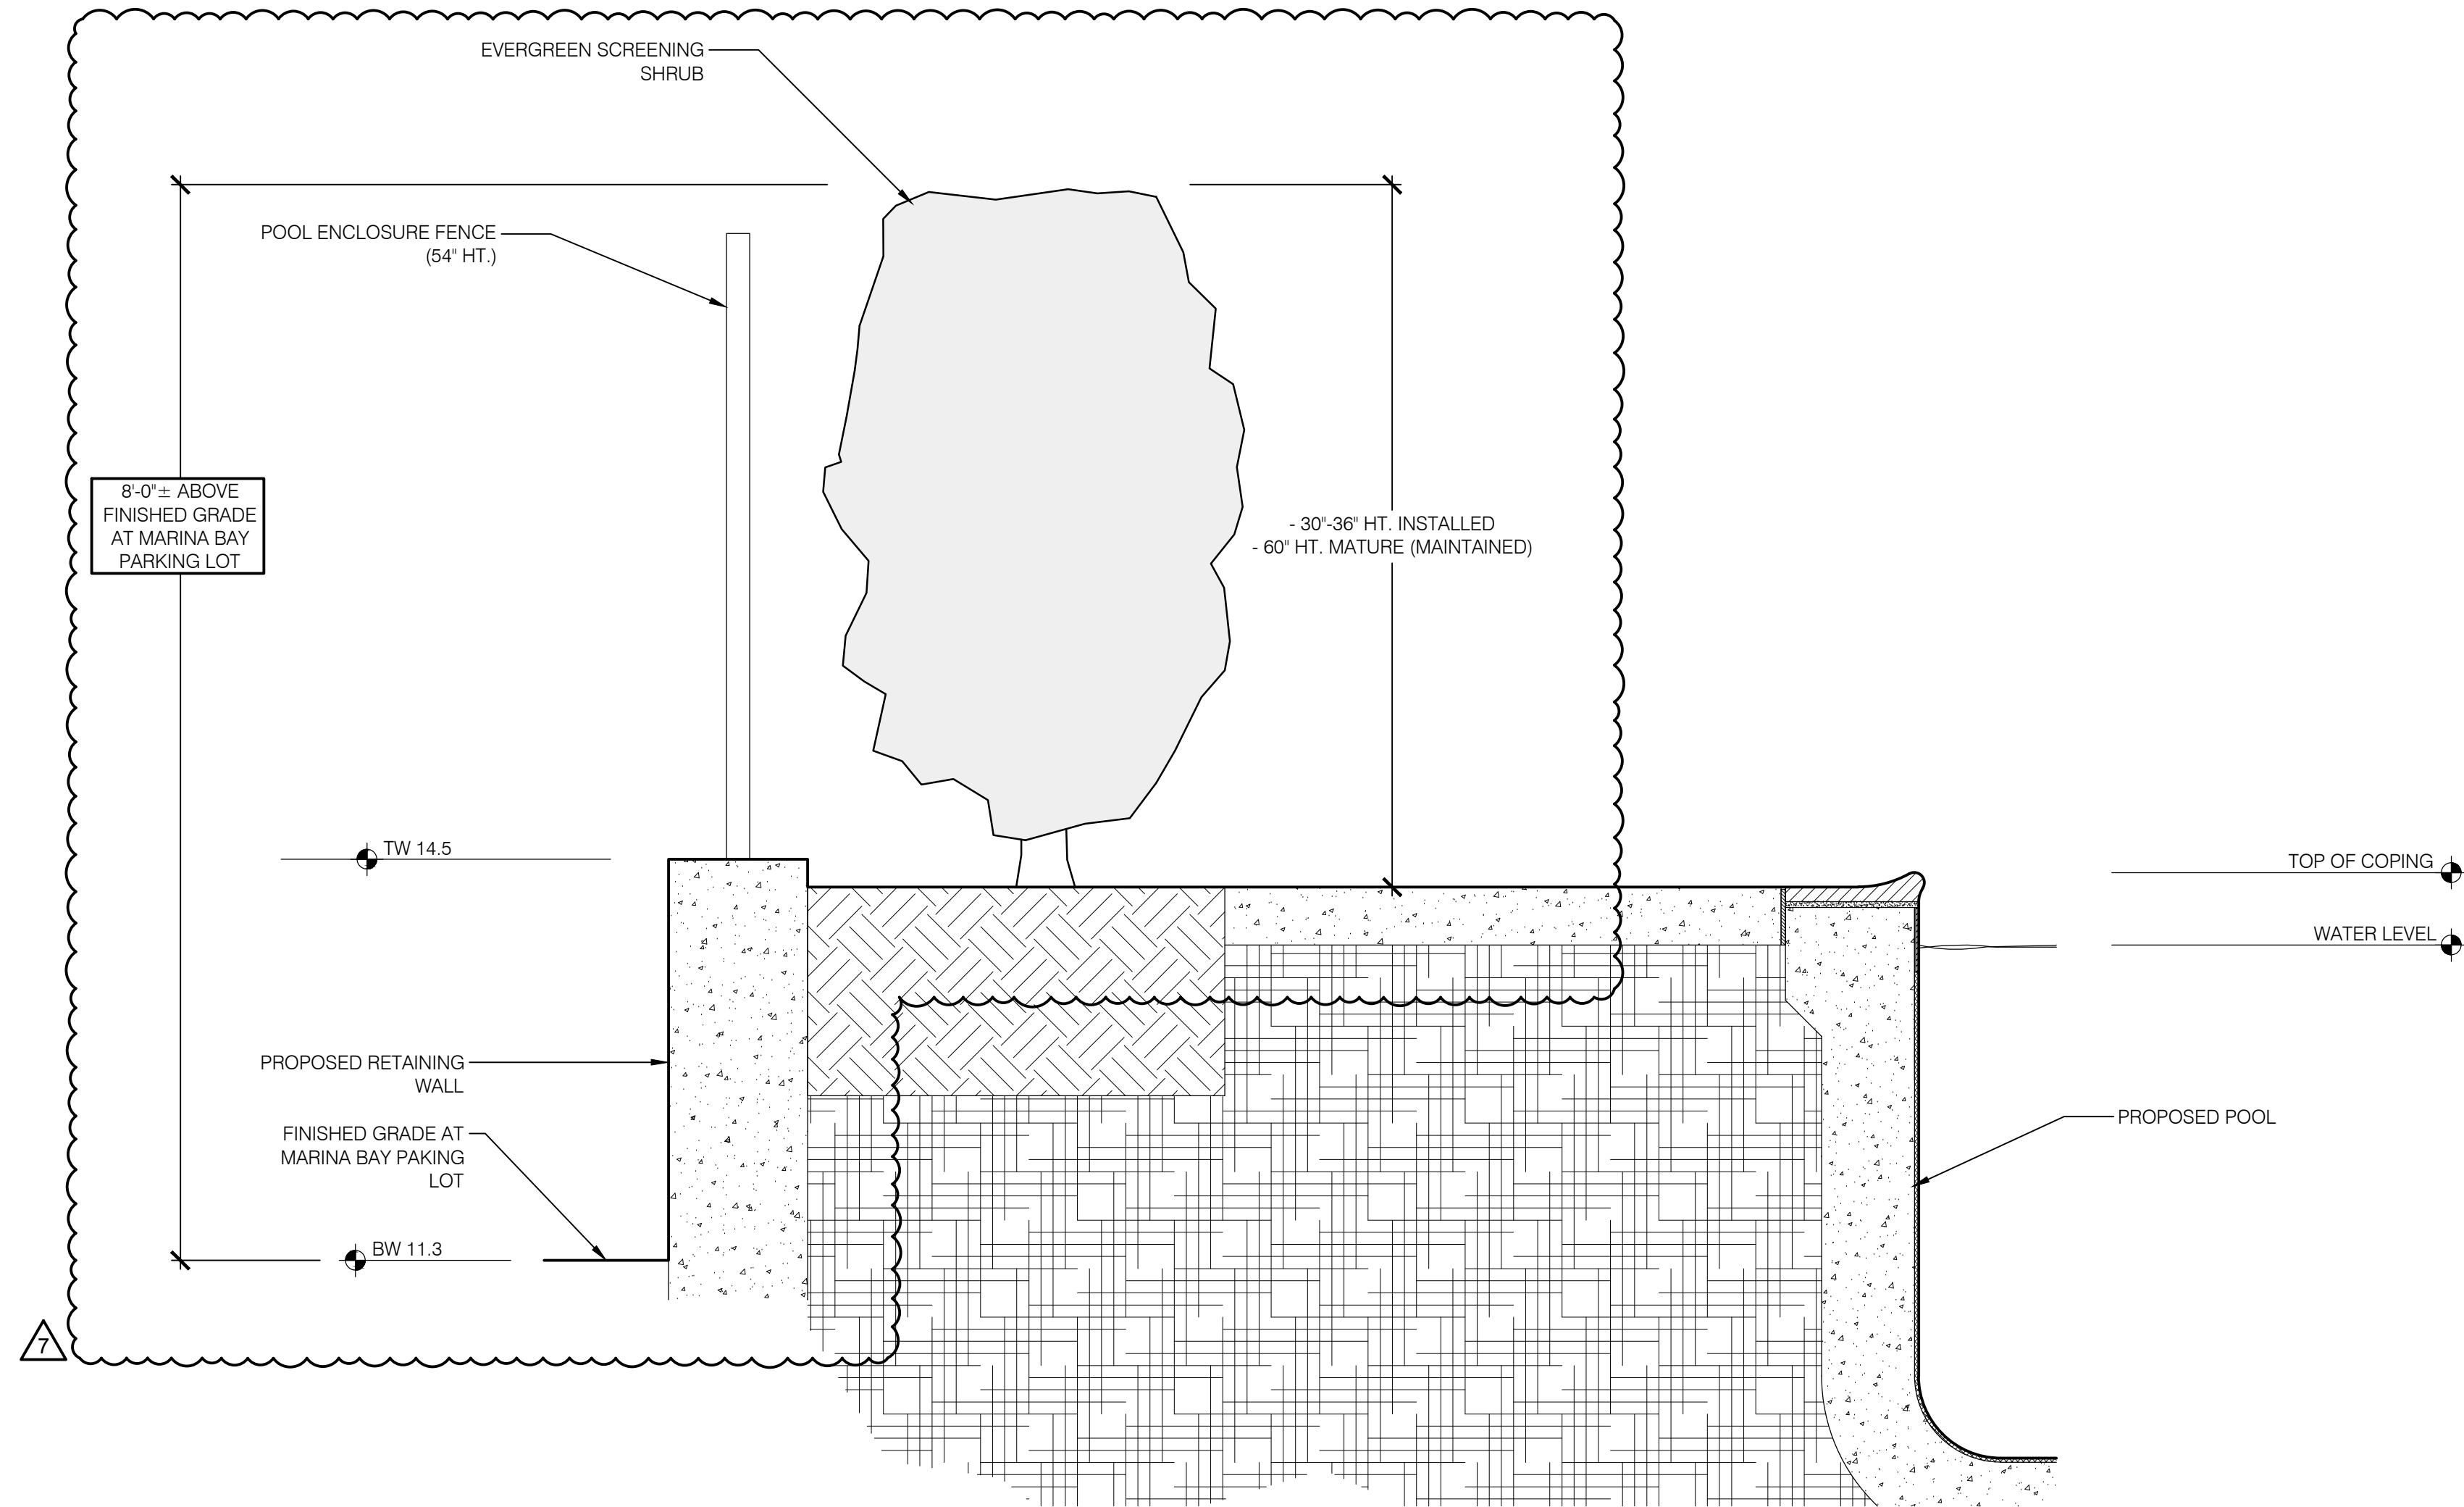 EVERGREEN SCREENING
SHRUB
POOL ENCLOSURE FENCE
(54" HT.)
8'-0"± ABOVE
FINISHED GRADE
AT MARINA BAY
PARKING LOT
- 30"-36" HT. INSTALLED
- 60" HT. MATURE (MAINTAINED)
TW 14.5
TOP OF COPING
WATER LEVEL
PROPOSED RETAINING
WALL
PROPOSED POOL
FINISHED GRADE AT
MARINA BAY PAKING
LOT
BW 11.3
7